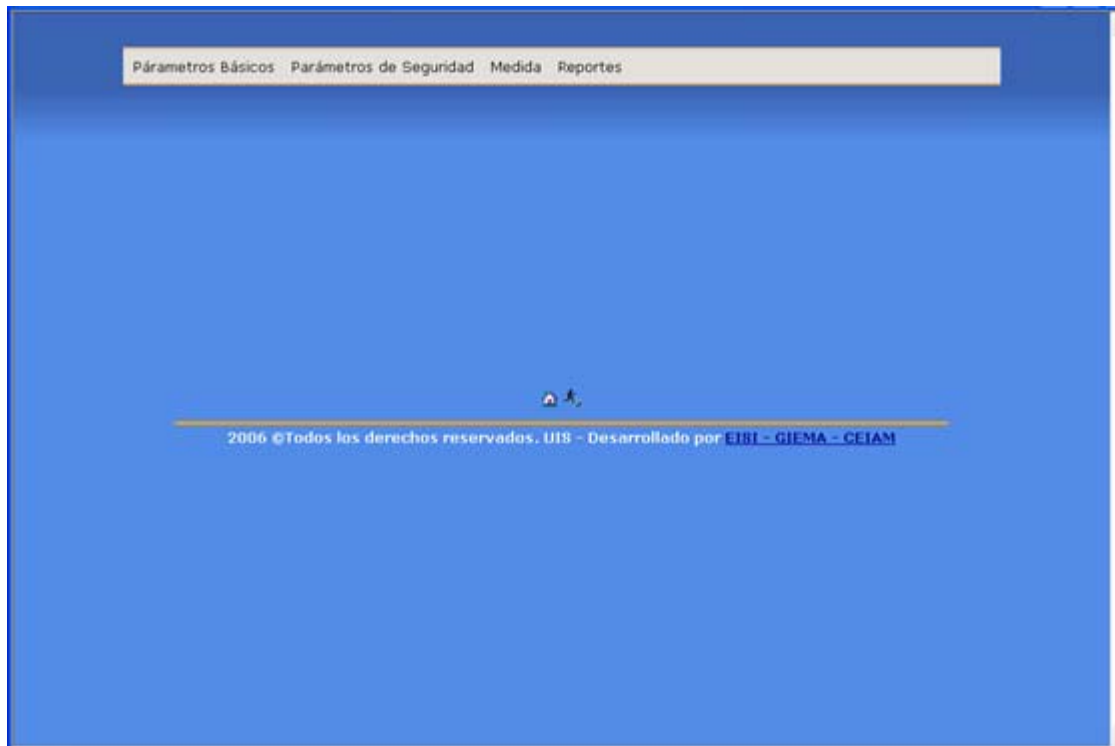 Párametros Básicos Parámetros de Seguridad Medida Reportes
2006 ©Todos los derechos reservados. UIS - Desarrollado por EISI - GIEMA - CEIAM